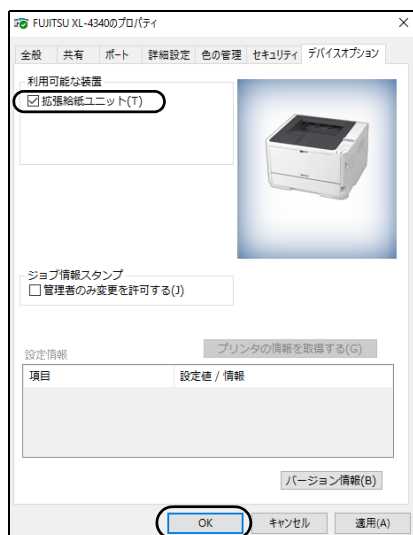 FUJITSU XL-4340のプロパティ
全般 共有 ポート 詳細設定 色の管理 セキュリティ デバイスオプション
利用可能な装置
拡張給紙ユニット(T)
ジョブ情報スタンプ
管理者のみ変更を許可する(J)
プリンタの情報を取得する(G)
設定情報
項目 設定値 / 情報
バージョン情報(B)
OK キャンセル 適用(A)